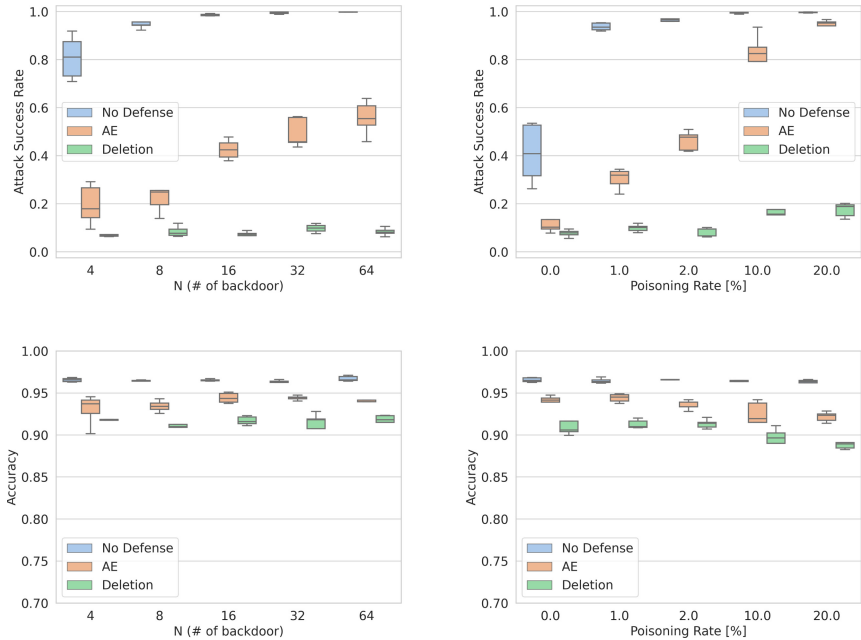 1.0
0.8
0.6
0.4
0.2
0.0
Attack Success Rate
No Defense
AE
Deletion
4 8 16 32 64
N (# of backdoor)
1.0
0.8
0.6
0.4
0.2
0.0
Attack Success Rate
No Defense
AE
Deletion
0.0 1.0 2.0 10.0 20.0
Poisoning Rate [%]
1.00
0.95
0.90
0.85
0.80
0.75
0.70
Accuracy
No Defense
AE
Deletion
4 8 16 32 64
N (# of backdoor)
1.00
0.95
0.90
0.85
0.80
0.75
0.70
Accuracy
No Defense
AE
Deletion
0.0 1.0 2.0 10.0 20.0
Poisoning Rate [%]